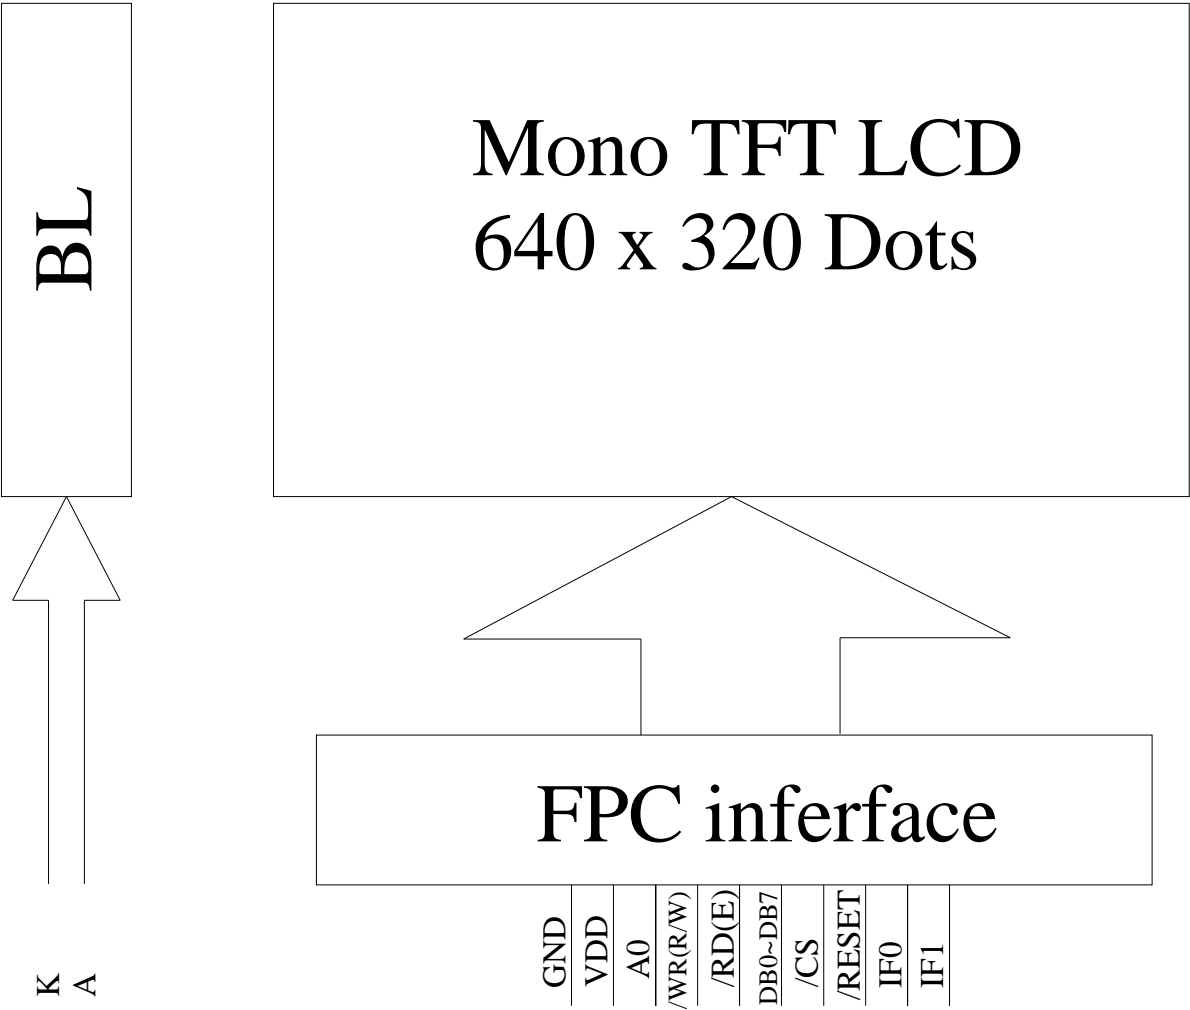 BL
Mono TFT LCD
640 x 320 Dots
FPC inferface
K
A
GND
VDD
A0
/WR(R/W)
/RD(E)
DB0~DB7
/CS
/RESET
IF0
IF1